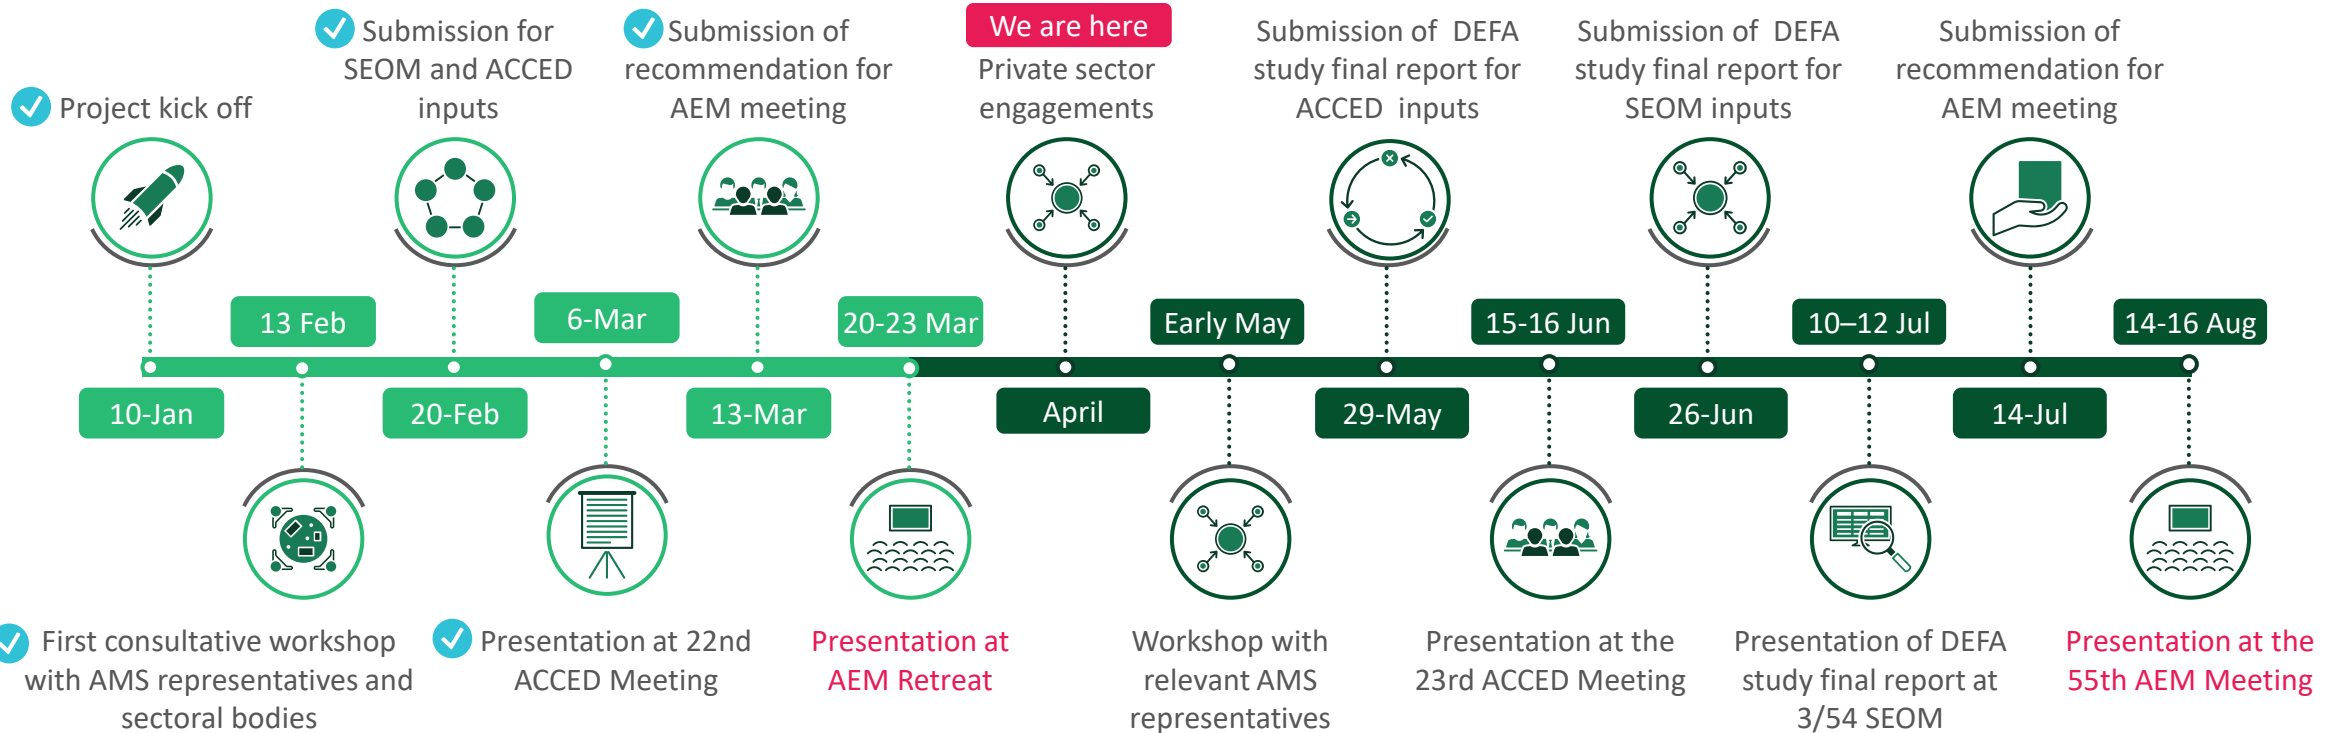 Project kick off
Submission for
SEOM and ACCED
inputs
Submission of
recommendation for
AEM meeting
We are here
Private sector
engagements
Submission of DEFA
study final report for
ACCED inputs
Submission of DEFA
study final report for
SEOM inputs
Submission of
recommendation for
AEM meeting
13 Feb
6-Mar
20-23 Mar
Early May
15-16 Jun
10–12 Jul
14-16 Aug
10-Jan
20-Feb
13-Mar
April
29-May
26-Jun
14-Jul
First consultative workshop
with AMS representatives and
sectoral bodies
Presentation at 22nd
ACCED Meeting
Presentation at
AEM Retreat
Workshop with
relevant AMS
representatives
Presentation at the
23rd ACCED Meeting
Presentation of DEFA
study final report at
3/54 SEOM
Presentation at the
55th AEM Meeting